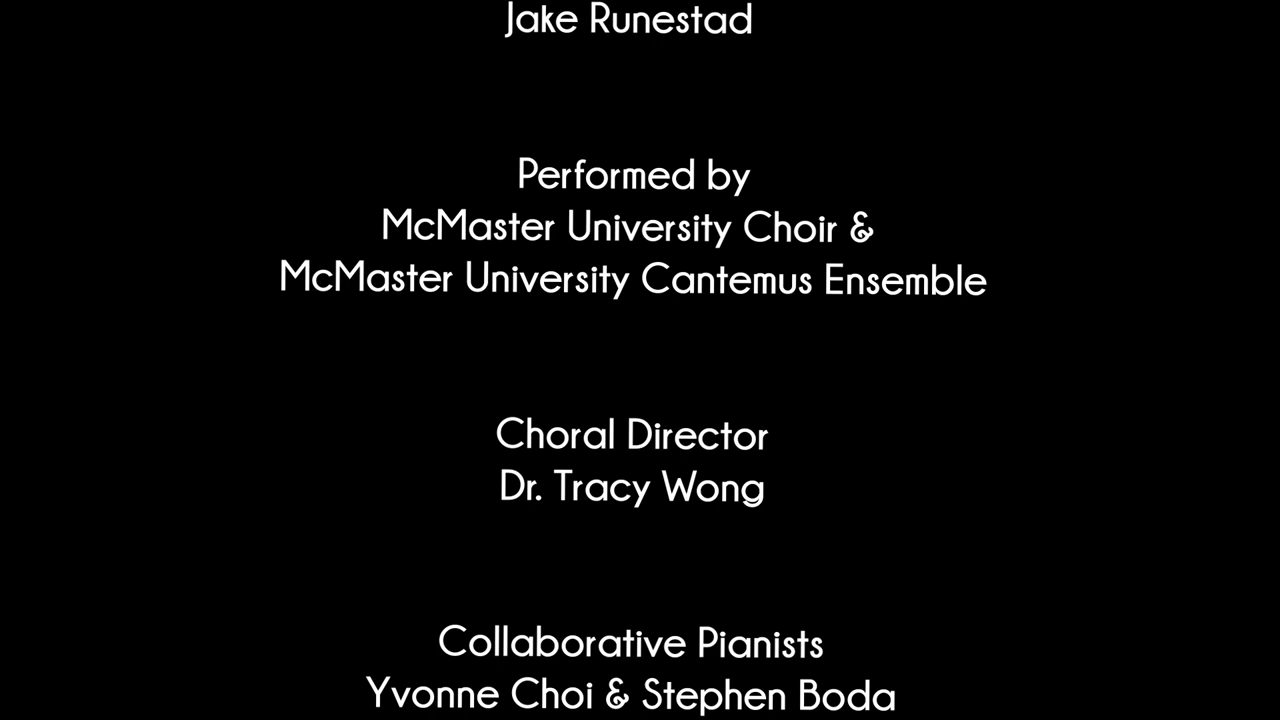 Jake Runestad
Performed by
McMaster University Choir &
McMaster University Cantemus Ensemble
Choral Director
Dr. Tracy Wong
Collaborative Pianists
Yvonne Choi & Stephen Boda